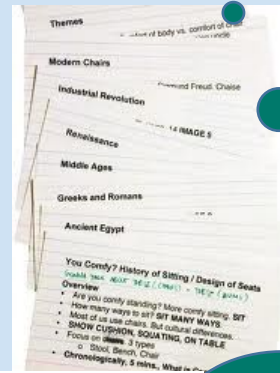 Themes
comfort of body vs. comfort of
Modern Chairs
Freud. Chaise
Industrial Revolution
14 IMAGE 5
Renaissance
Middle Ages
Greeks and Romans
Ancient Egypt
You Comfy? History of Sitting / Design of Seats
Overview
• Are you comfy standing? More comfy sitting. SIT
• How many ways to sit? SIT MANY WAYS
• Most of us use chairs. But cultural differences.
• SHOW CUSHION, SQUATING, ON TABLE
• Focus on 3 types
o Stool, Bench, Chair
• Chronologically, 5 mins., What is